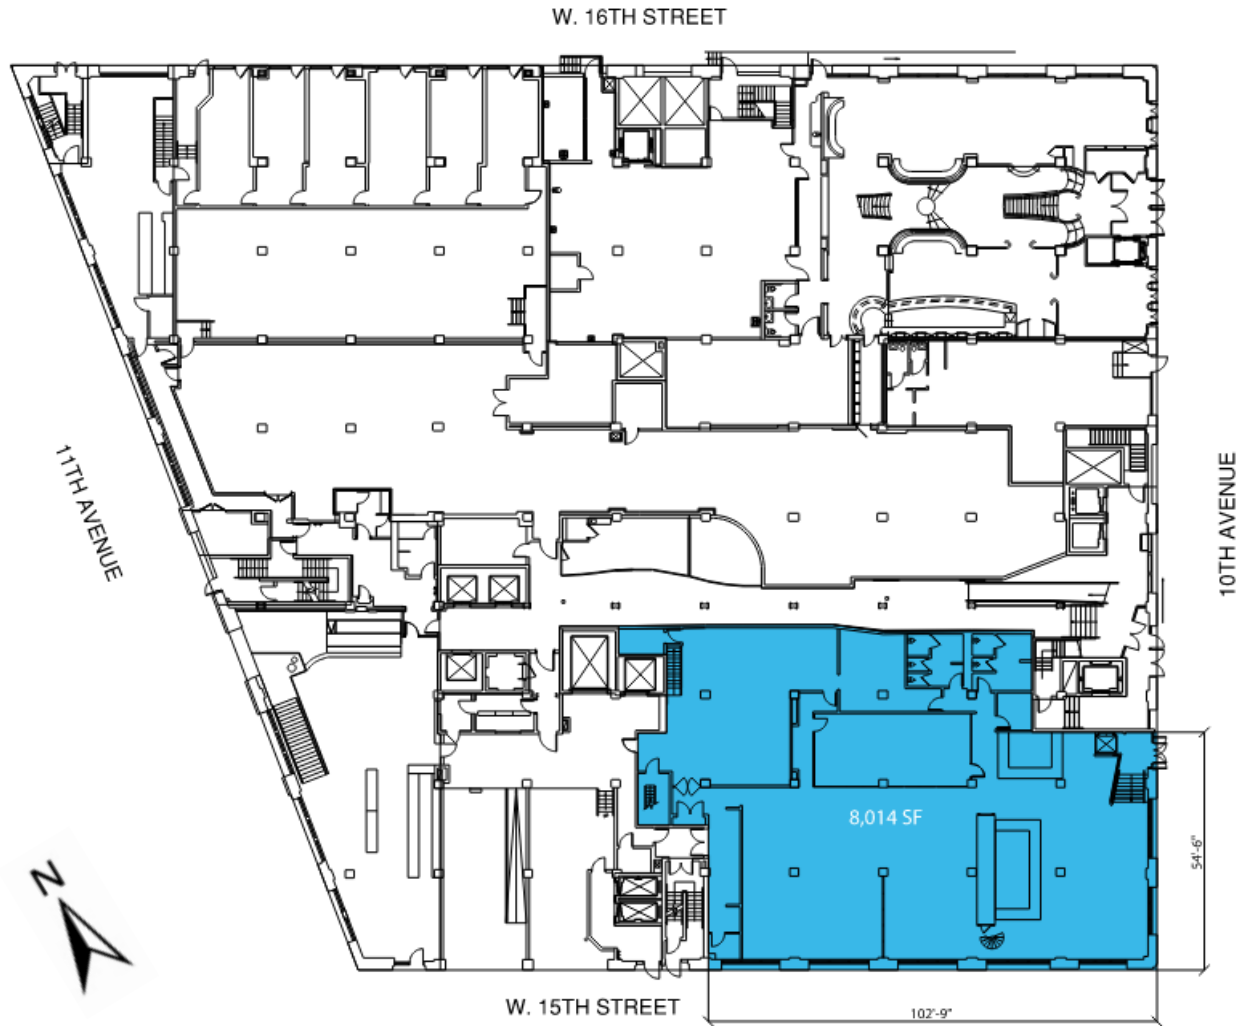 W. 16TH STREET
11TH AVENUE
10TH AVENUE
8,014 SF
54'-6"
N
W. 15TH STREET
102'-9"